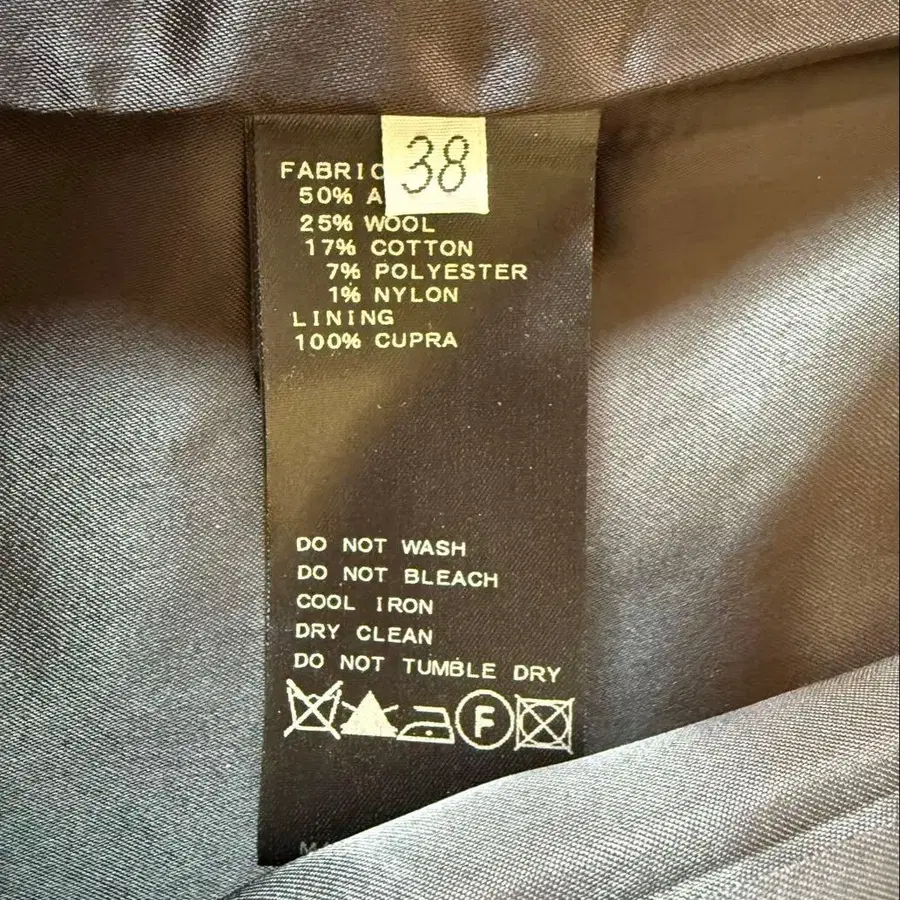 38
FABRIC
50% A
25% WOOL
17% COTTON
7% POLYESTER
1% NYLON
LINING
100% CUPRA
DO NOT WASH
DO NOT BLEACH
COOL IRON
DRY CLEAN
DO NOT TUMBLE DRY
F